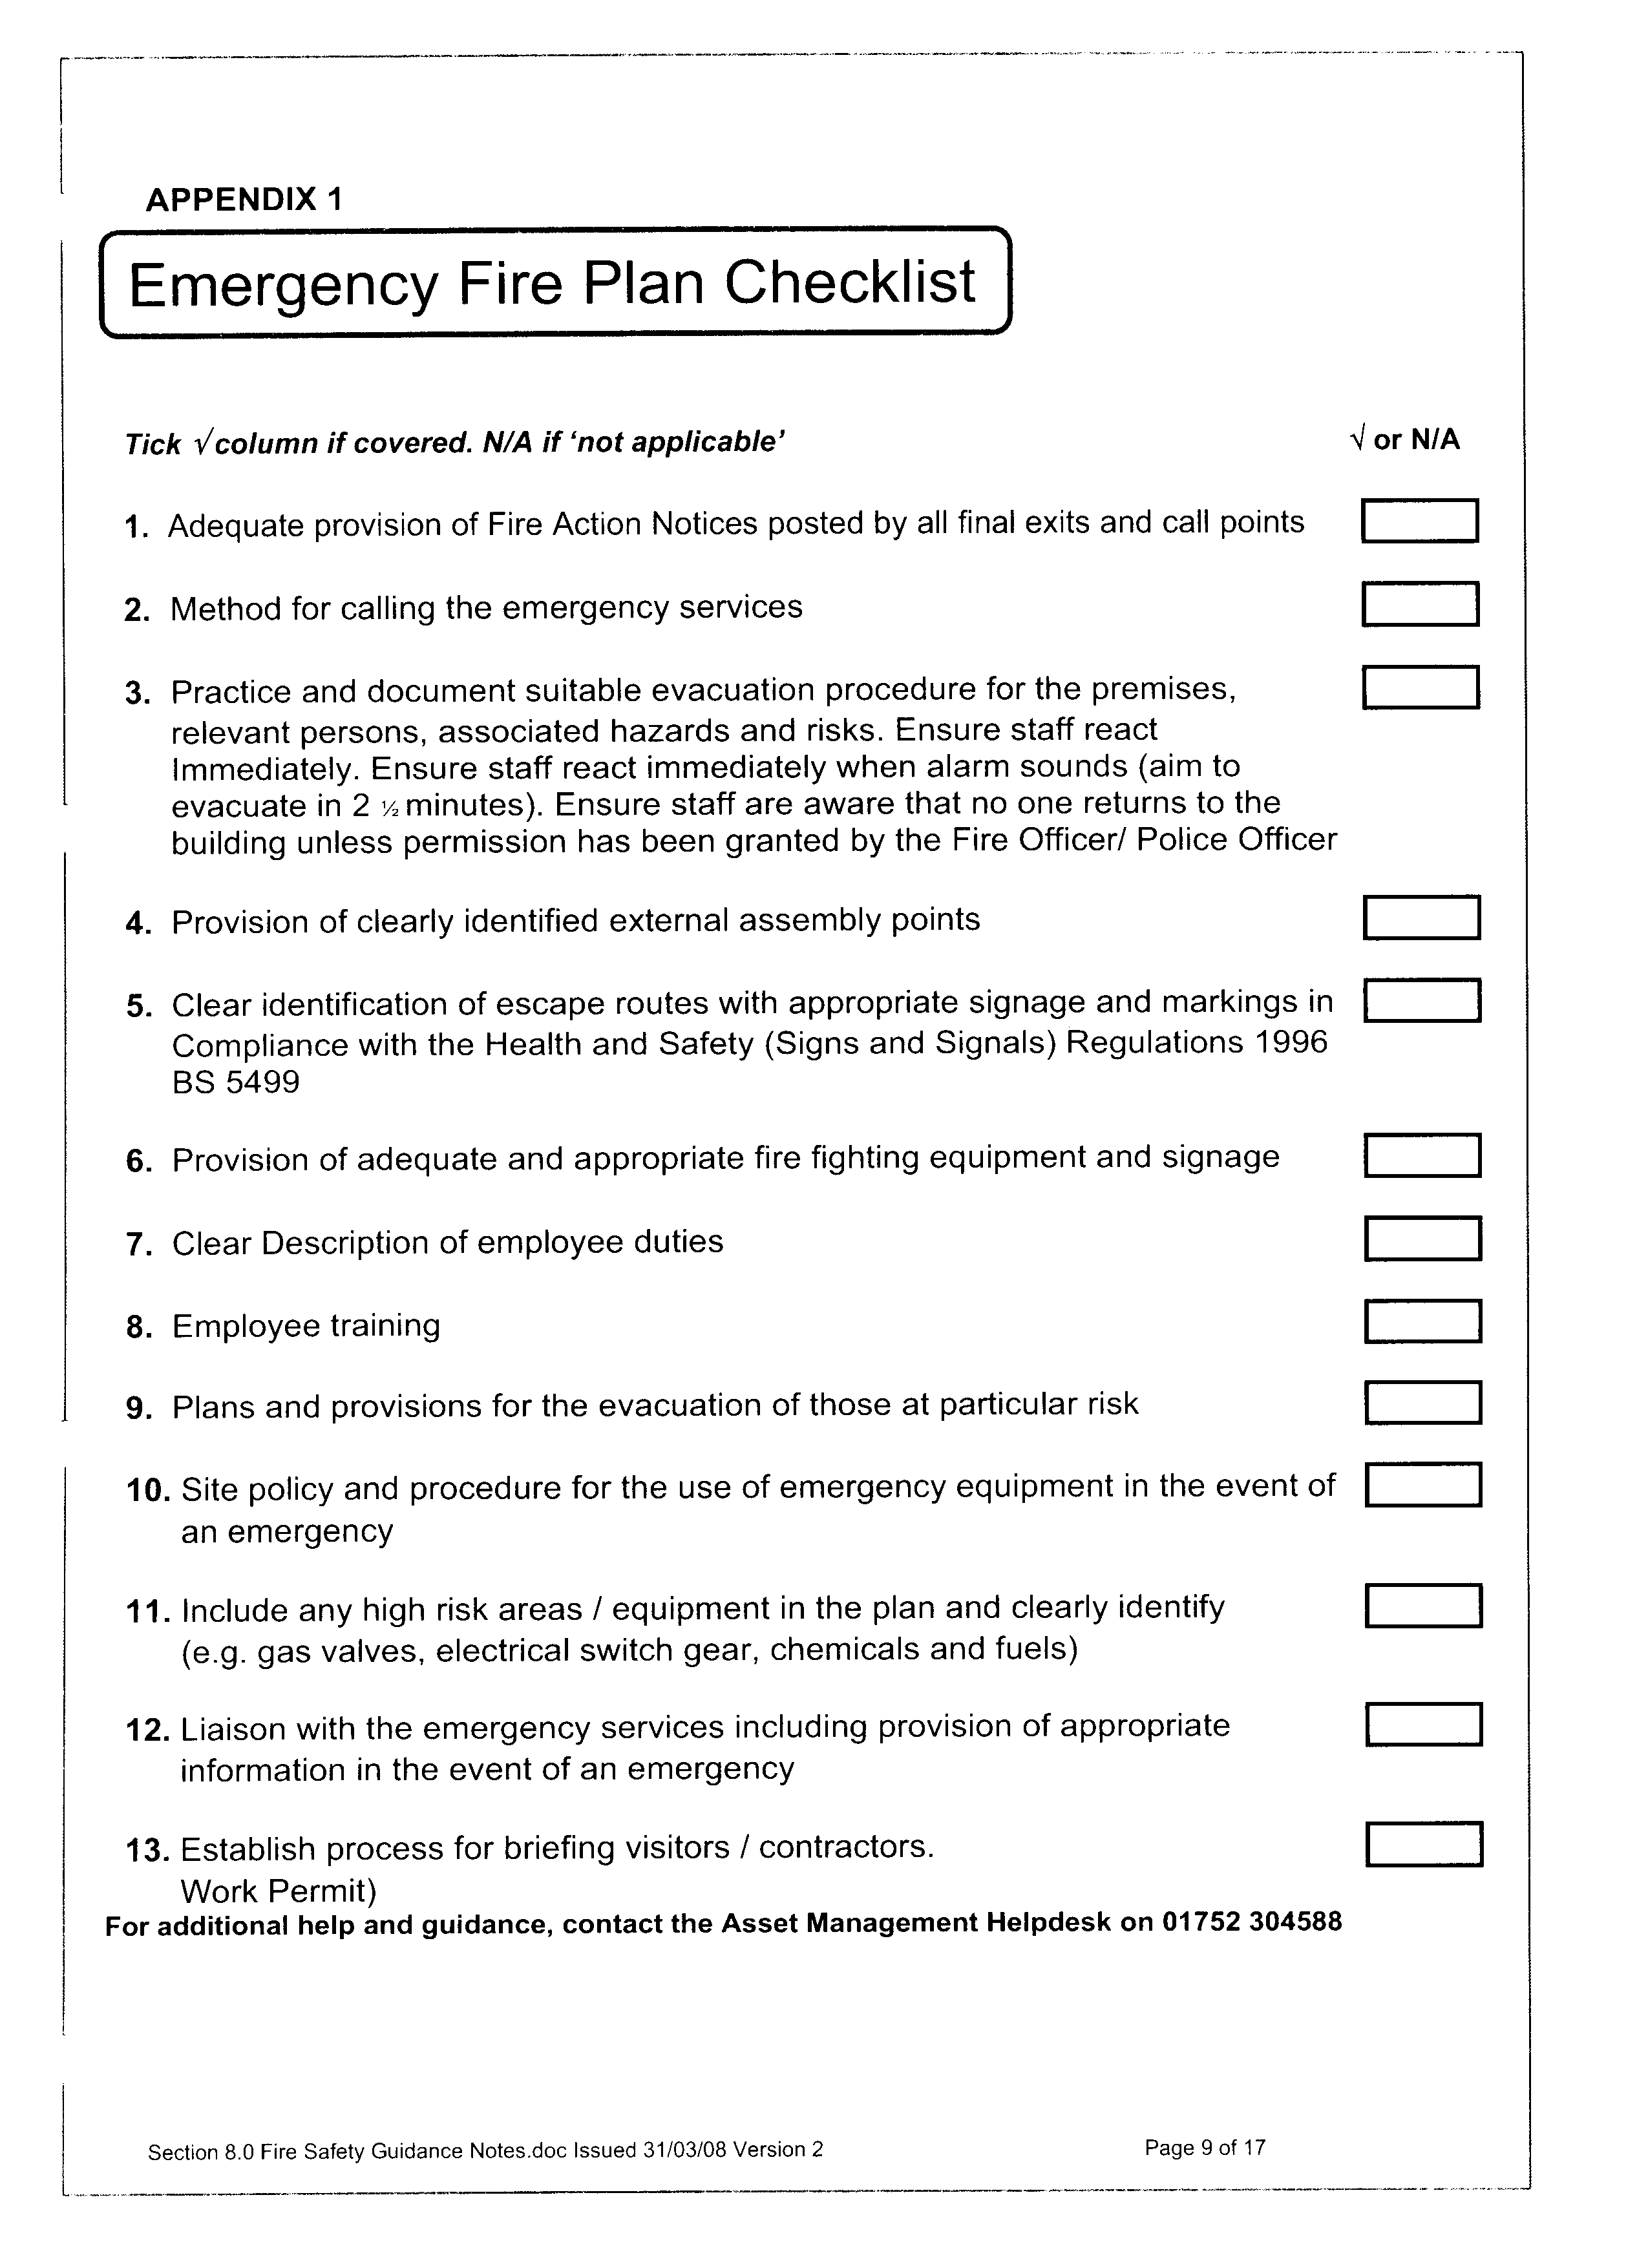 APPENDIX 1
Emergency Fire Plan Checklist
Tick √ column if covered. N/A if ‘not applicable’
√ or N/A
1. Adequate provision of Fire Action Notices posted by all final exits and call points
2. Method for calling the emergency services
3. Practice and document suitable evacuation procedure for the premises,
relevant persons, associated hazards and risks. Ensure staff react
Immediately. Ensure staff react immediately when alarm sounds (aim to
evacuate in 2 ½ minutes). Ensure staff are aware that no one returns to the
building unless permission has been granted by the Fire Officer/ Police Officer
4. Provision of clearly identified external assembly points
5. Clear identification of escape routes with appropriate signage and markings in
Compliance with the Health and Safety (Signs and Signals) Regulations 1996
BS 5499
6. Provision of adequate and appropriate fire fighting equipment and signage
7. Clear Description of employee duties
8. Employee training
9. Plans and provisions for the evacuation of those at particular risk
10. Site policy and procedure for the use of emergency equipment in the event of
an emergency
11. Include any high risk areas / equipment in the plan and clearly identify
(e.g. gas valves, electrical switch gear, chemicals and fuels)
12. Liaison with the emergency services including provision of appropriate
information in the event of an emergency
13. Establish process for briefing visitors / contractors.
Work Permit)
For additional help and guidance, contact the Asset Management Helpdesk on 01752 304588
Section 8.0 Fire Safety Guidance Notes.doc Issued 31/03/08 Version 2
Page 9 of 17